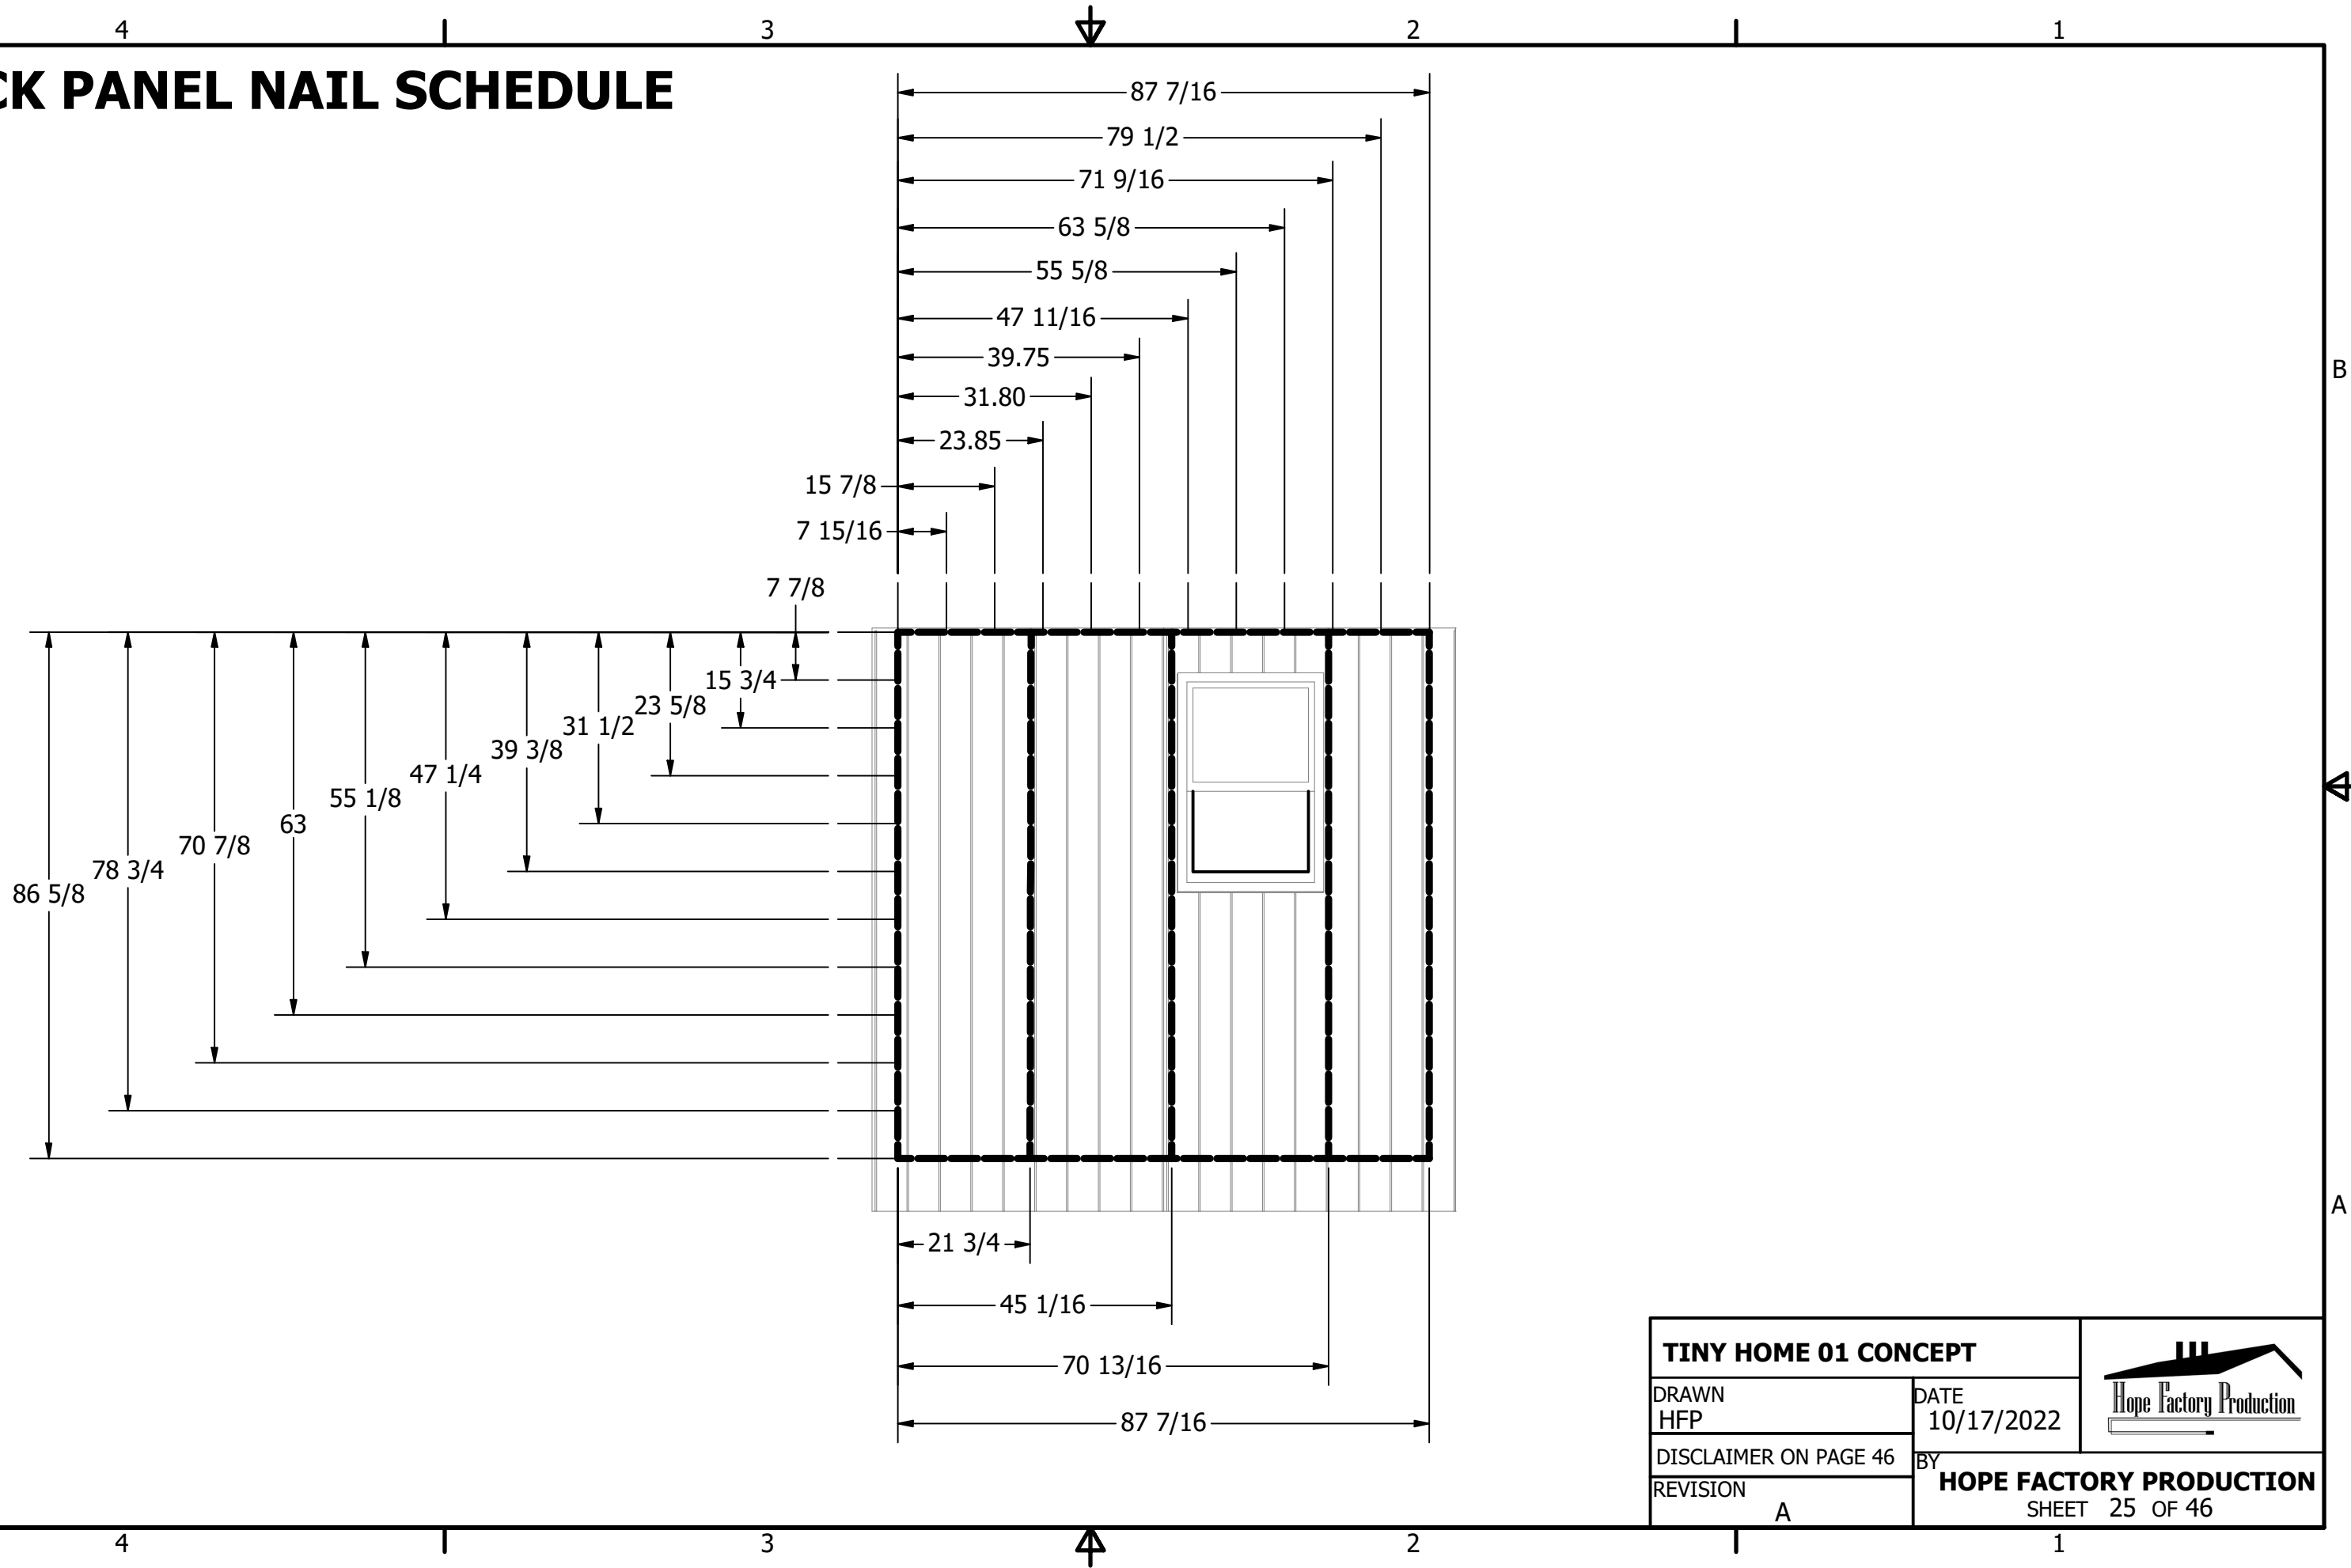 4 3 2 1
CK PANEL NAIL SCHEDULE
87 7/16
79 1/2
71 9/16
63 5/8
55 5/8
47 11/16
39.75
31.80
23.85
15 7/8
7 15/16
7 7/8
15 3/4
23 5/8
31 1/2
39 3/8
47 1/4
55 1/8
63
70 7/8
78 3/4
86 5/8
B
A
21 3/4
45 1/16
70 13/16
87 7/16
TINY HOME 01 CONCEPT
DRAWN
HFP
DATE
10/17/2022
Hope Factory Production
DISCLAIMER ON PAGE 46
REVISION
A
BY
HOPE FACTORY PRODUCTION
SHEET 25 OF 46
4 3 2 1